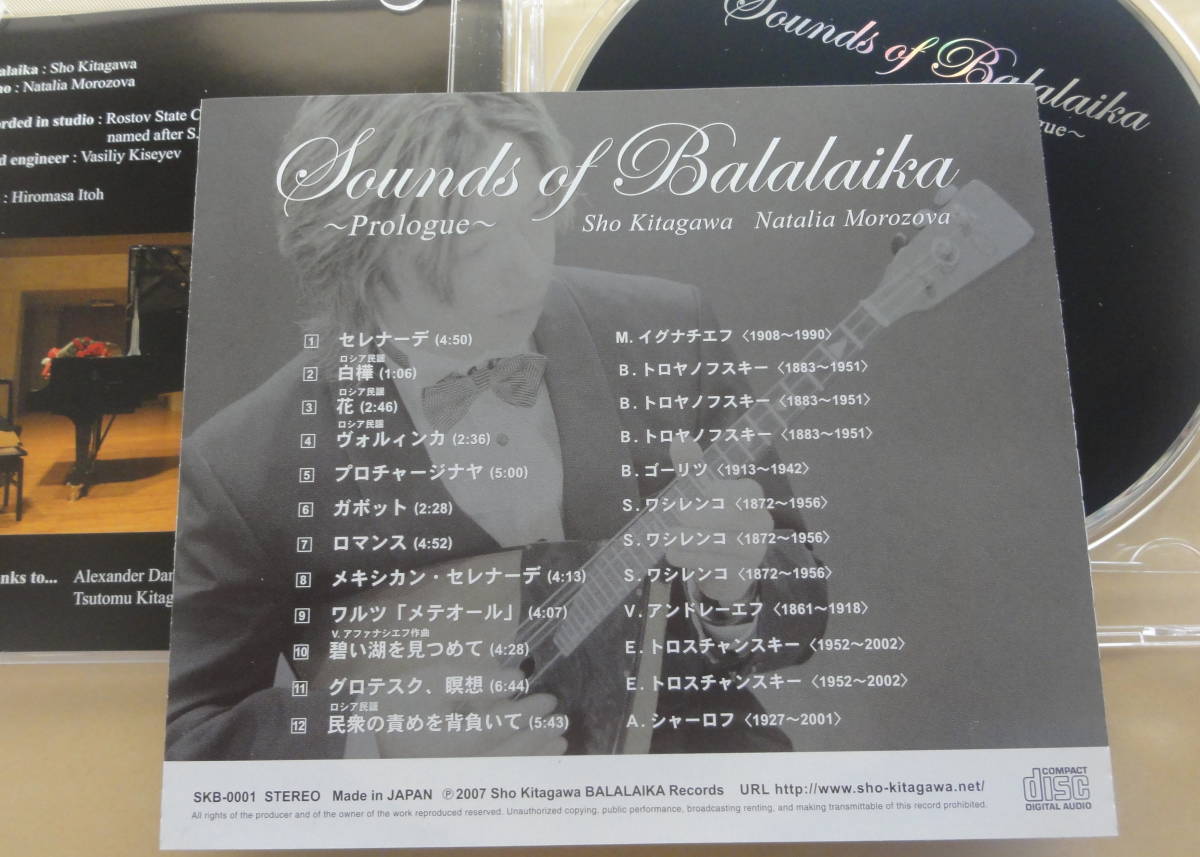 alaika : Sho Kitagawa
no : Natalia Morozova
orded in studio : Rostov State C
named after S.
d engineer : Vasiliy Kiseyev
: Hiromasa Itoh
nks to... Alexander Dar
Tsutomu Kitag
Sounds of Balalaika
gue～
Sounds of Balalaika
～Prologue～ Sho Kitagawa Natalia Morozova
1 セレナーデ (4:50) M. イグナチエフ 〈1908～1990〉
ロシア民謡
2 白樺 (1:06) B. トロヤノフスキー 〈1883～1951〉
ロシア民謡
3 花 (2:46) B. トロヤノフスキー 〈1883～1951〉
ロシア民謡
4 ヴォルィンカ (2:36) B. トロヤノフスキー 〈1883～1951〉
5 プロチャージナヤ (5:00) B. ゴーリツ 〈1913～1942〉
6 ガボット (2:28) S. ワシレンコ 〈1872～1956〉
7 ロマンス (4:52) S. ワシレンコ 〈1872～1956〉
8 メキシカン・セレナーデ (4:13) S. ワシレンコ 〈1872～1956〉
9 ワルツ「メテオール」 (4:07) V. アンドレーエフ 〈1861～1918〉
V. アファナシエフ作曲
10 碧い湖を見つめて (4:28) E. トロスチャンスキー 〈1952～2002〉
11 グロテスク、瞑想 (6:44) E. トロスチャンスキー 〈1952～2002〉
ロシア民謡
12 民衆の責めを背負いて (5:43) A. シャーロフ 〈1927～2001〉
SKB-0001 STEREO Made in JAPAN ℗2007 Sho Kitagawa BALALAIKA Records URL http://www.sho-kitagawa.net/
All rights of the producer and of the owner of the work reproduced reserved. Unauthorized copying, public performance, broadcasting renting, and making transmittable of this record prohibited.
COMPACT
disc
DIGITAL AUDIO